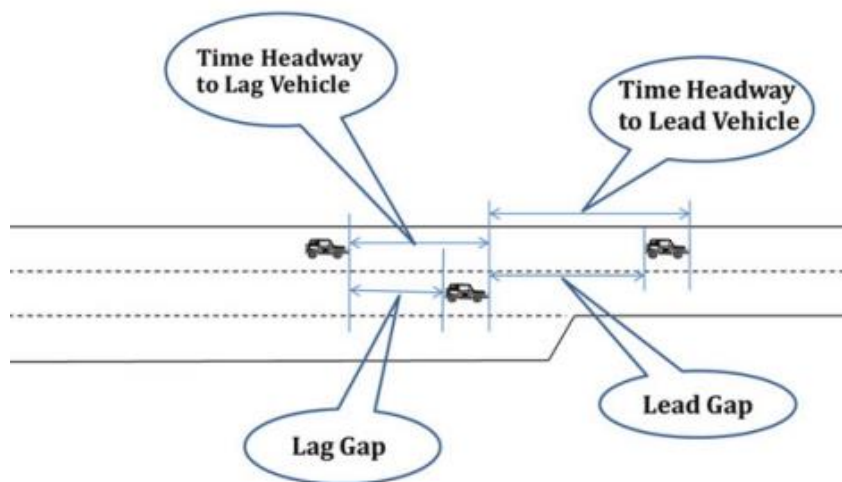 Time Headway
to Lag Vehicle
Time Headway
to Lead Vehicle
Lag Gap
Lead Gap